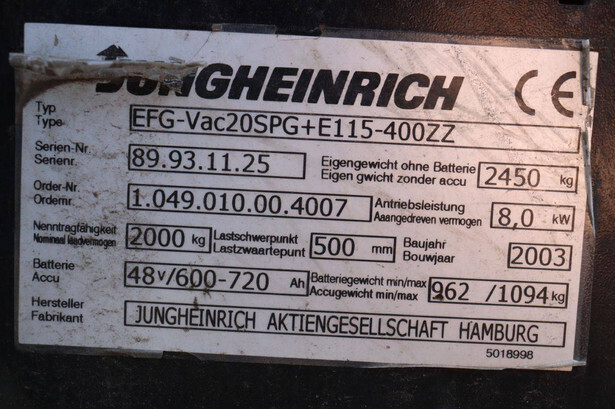 JUNGHEINRICH CE
Typ
Type EFG-Vac20SPG+E115-400ZZ
Serien-Nr. Eigengewicht ohne Batterie
Serienr. 89.93.11.25 Eigen gwicht zonder accu 2450 kg
Order-Nr. Antriebsleistung
Ordernr. 1.049.010.00.4007 Aaangedreven vermogen 8,0 kW
Nenntragfähigkeit Lastschwerpunkt Baujahr
Nominaal laadvermogen 2000 kg Lastzwaartepunt 500 mm Bouwjaar 2003
Batterie Batteriegewicht min/max
Accu 48v/600-720 Ah Accugewicht min/max 962 /1094 kg
Hersteller
Fabrikant JUNGHEINRICH AKTIENGESELLSCHAFT HAMBURG
5018998